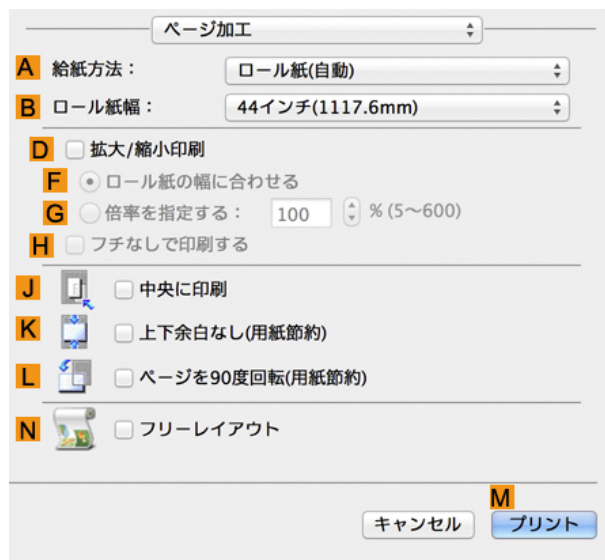 ページ加工
A 給紙方法： ロール紙(自動)
B ロール紙幅： 44インチ(1117.6mm)
D 拡大/縮小印刷
F ロール紙の幅に合わせる
G 倍率を指定する： 100 % (5～600)
H フチなしで印刷する
J 中央に印刷
K 上下余白なし(用紙節約)
L ページを90度回転(用紙節約)
N フリーレイアウト
M
キャンセル プリント